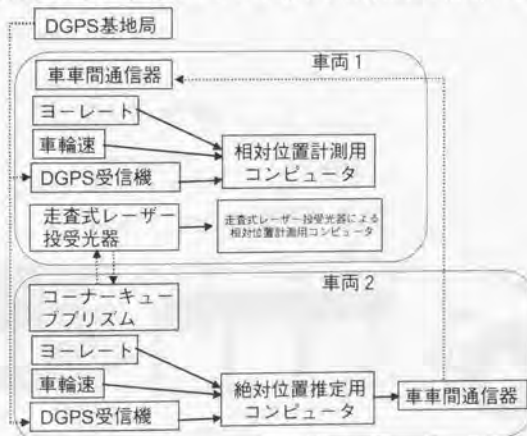 DGPS基地局
車両1
車車間通信器
ヨーレート
車輪速
DGPS受信機
相対位置計測用
コンピュータ
走査式レーザー
投受光器
走査式レーザー投受光器による
相対位置計測用コンピュータ
車両2
コーナーキュー
ブプリズム
ヨーレート
車輪速
DGPS受信機
絶対位置推定用
コンピュータ
車車間通信器